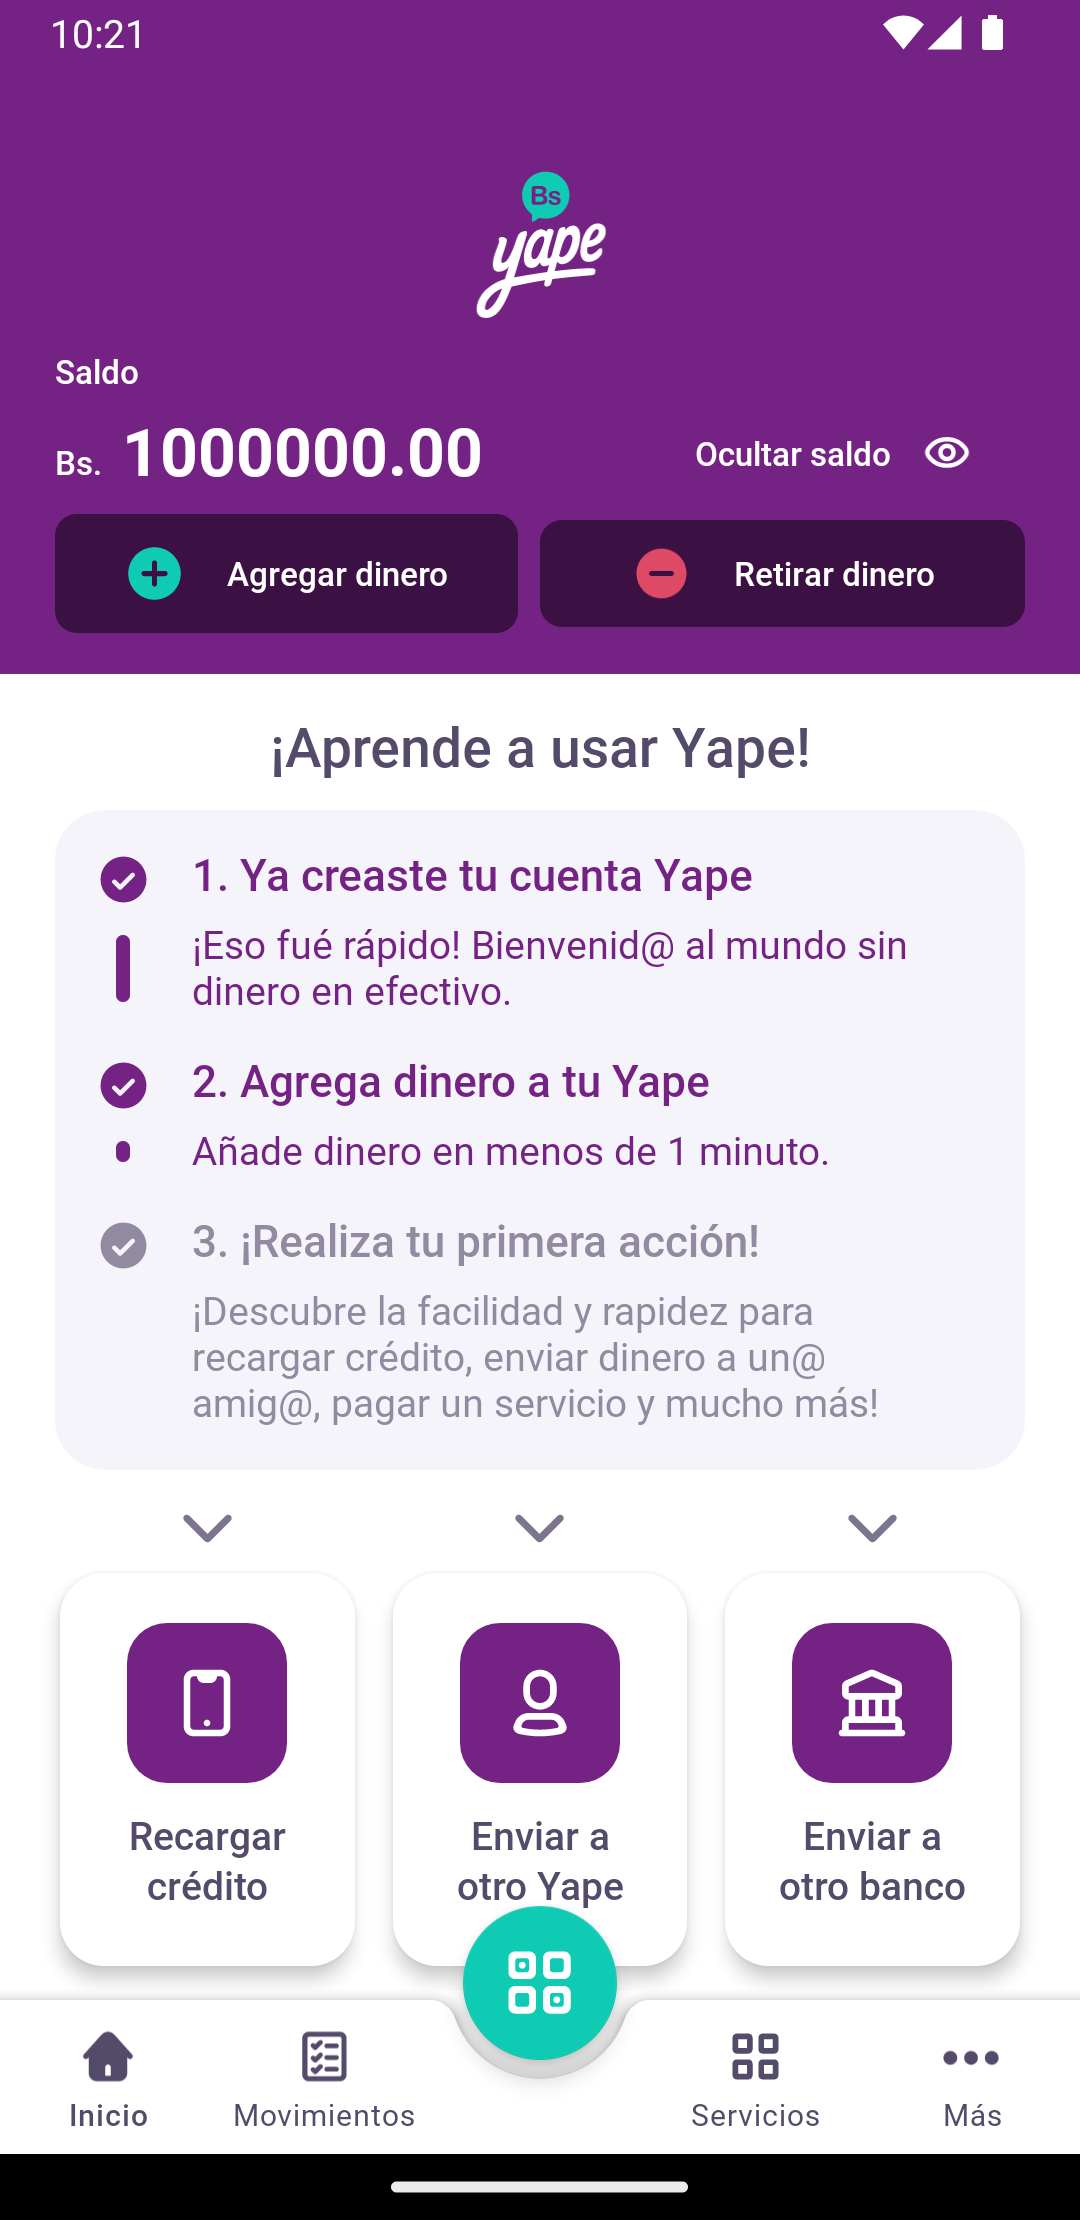 10:21
Bs
yape
Saldo
Bs. 1000000.00
Ocultar saldo
Agregar dinero
Retirar dinero
¡Aprende a usar Yape!
1. Ya creaste tu cuenta Yape
¡Eso fué rápido! Bienvenid@ al mundo sin
dinero en efectivo.
2. Agrega dinero a tu Yape
Añade dinero en menos de 1 minuto.
3. ¡Realiza tu primera acción!
¡Descubre la facilidad y rapidez para
recargar crédito, enviar dinero a un@
amig@, pagar un servicio y mucho más!
Recargar
crédito
Enviar a
otro Yape
Enviar a
otro banco
Inicio
Movimientos
Servicios
Más